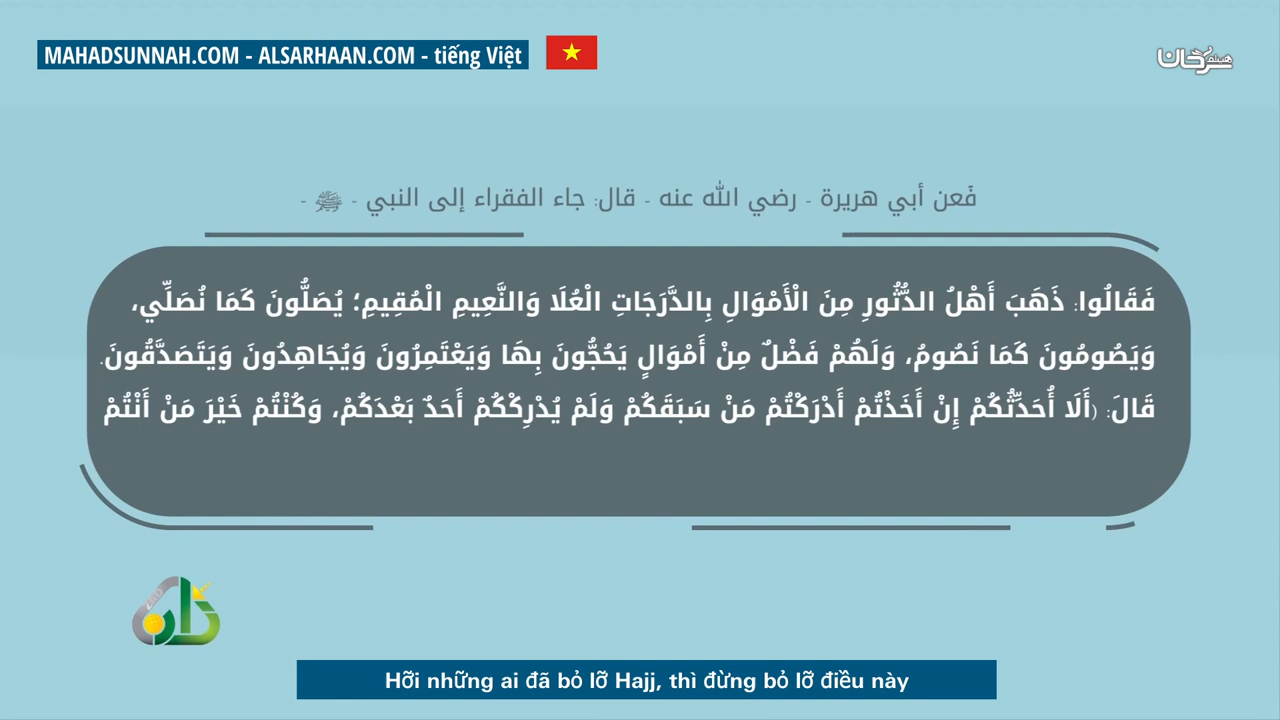 MAHADSUNNAH.COM - ALSARHAAN.COM - tiếng Việt
هيثم سرحان
فَعن أبي هريرة - رضي الله عنه - قال: جاء الفقراء إلى النبي - ﷺ -
فَقَالُوا: ذَهَبَ أَهْلُ الدُّثُورِ مِنَ الْأَمْوَالِ بِالدَّرَجَاتِ الْعُلَا وَالنَّعِيمِ الْمُقِيمِ؛ يُصَلُّونَ كَمَا نُصَلِّي،
وَيَصُومُونَ كَمَا نَصُومُ، وَلَهُمْ فَضْلٌ مِنْ أَمْوَالٍ يَحُجُّونَ بِهَا وَيَعْتَمِرُونَ وَيُجَاهِدُونَ وَيَتَصَدَّقُونَ.
قَالَ: (أَلَا أُحَدِّثُكُمْ إِنْ أَخَذْتُمْ أَدْرَكْتُمْ مَنْ سَبَقَكُمْ وَلَمْ يُدْرِكْكُمْ أَحَدٌ بَعْدَكُمْ، وَكُنْتُمْ خَيْرَ مَنْ أَنْتُمْ
Hỡi những ai đã bỏ lỡ Hajj, thì đừng bỏ lỡ điều này